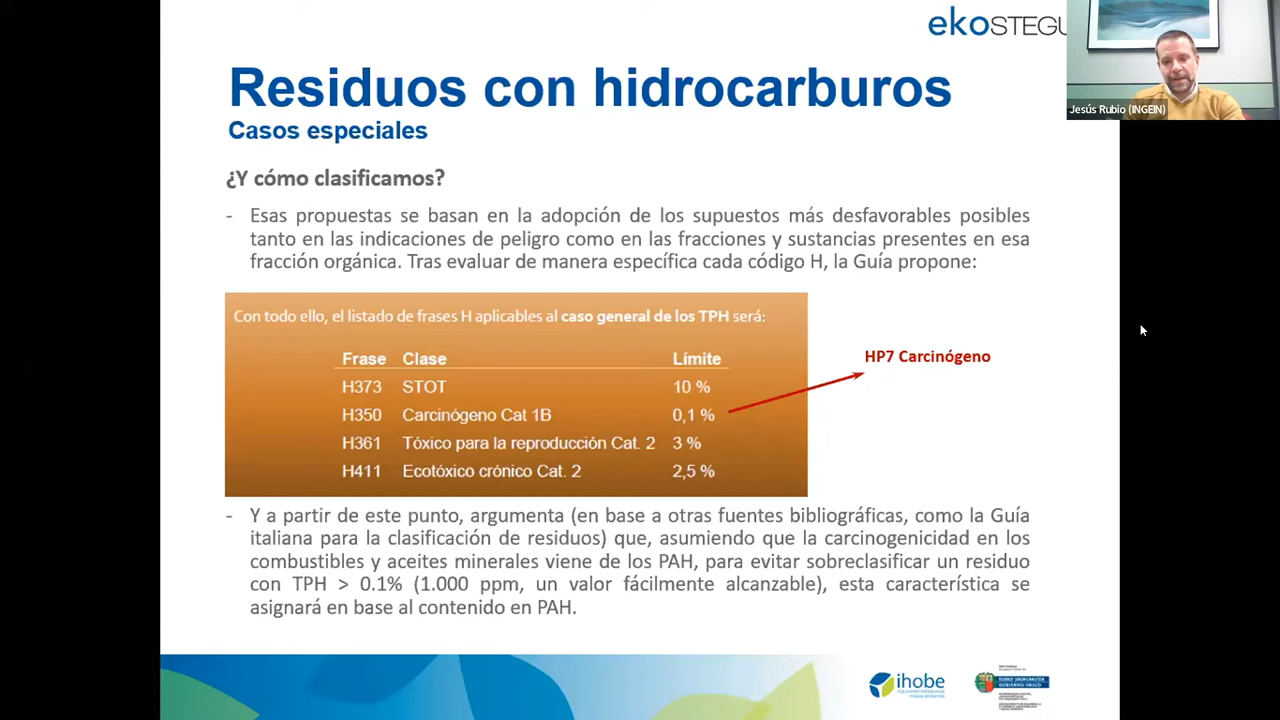 ekoSTEGU
Jesús Rubio (INGEIN)
Residuos con hidrocarburos
Casos especiales
¿Y cómo clasificamos?
- Esas propuestas se basan en la adopción de los supuestos más desfavorables posibles
tanto en las indicaciones de peligro como en las fracciones y sustancias presentes en esa
fracción orgánica. Tras evaluar de manera específica cada código H, la Guía propone:
Con todo ello, el listado de frases H aplicables al caso general de los TPH será:
Frase Clase Límite
H373 STOT 10 %
H350 Carcinógeno Cat 1B 0,1 %
H361 Tóxico para la reproducción Cat. 2 3 %
H411 Ecotóxico crónico Cat. 2 2,5 %
HP7 Carcinógeno
- Y a partir de este punto, argumenta (en base a otras fuentes bibliográficas, como la Guía
italiana para la clasificación de residuos) que, asumiendo que la carcinogenicidad en los
combustibles y aceites minerales viene de los PAH, para evitar sobreclasificar un residuo
con TPH > 0.1% (1.000 ppm, un valor fácilmente alcanzable), esta característica se
asignará en base al contenido en PAH.
ihobe
EUSKO JAURLARITZA
GOBIERNO VASCO